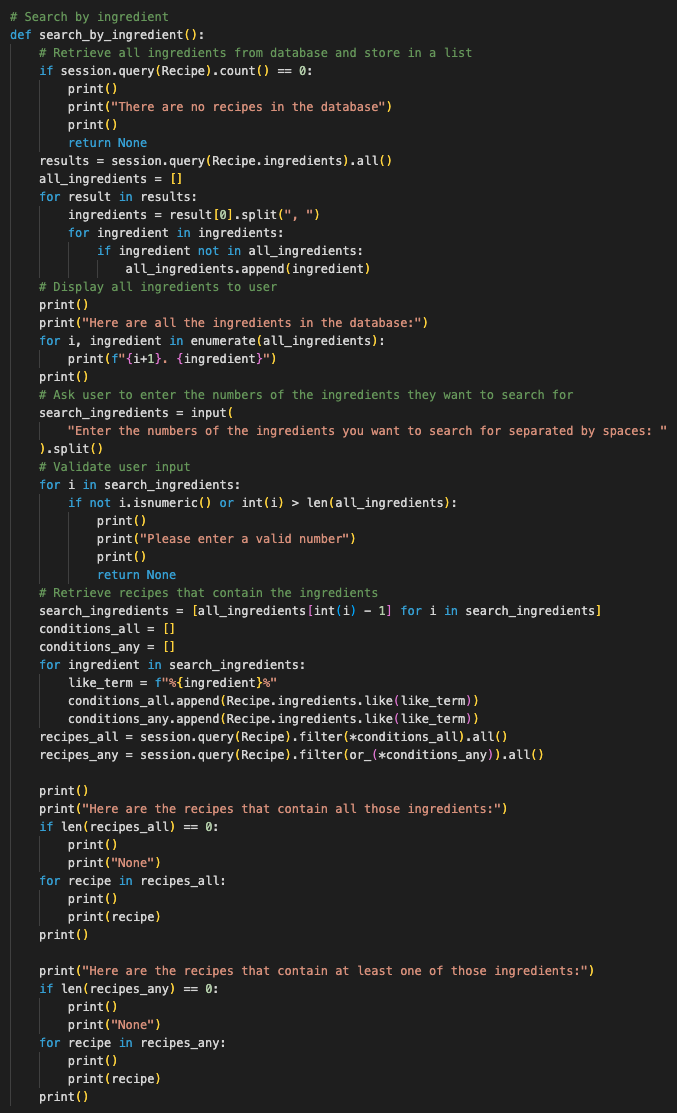 # Search by ingredient
def search_by_ingredient():
    # Retrieve all ingredients from database and store in a list
    if session.query(Recipe).count() == 0:
        print()
        print("There are no recipes in the database")
        print()
        return None
    results = session.query(Recipe.ingredients).all()
    all_ingredients = []
    for result in results:
        ingredients = result[0].split(", ")
        for ingredient in ingredients:
            if ingredient not in all_ingredients:
                all_ingredients.append(ingredient)
    # Display all ingredients to user
    print()
    print("Here are all the ingredients in the database:")
    for i, ingredient in enumerate(all_ingredients):
        print(f"{i+1}. {ingredient}")
    print()
    # Ask user to enter the numbers of the ingredients they want to search for
    search_ingredients = input(
        "Enter the numbers of the ingredients you want to search for separated by spaces: "
    ).split()
    # Validate user input
    for i in search_ingredients:
        if not i.isnumeric() or int(i) > len(all_ingredients):
            print()
            print("Please enter a valid number")
            print()
            return None
    # Retrieve recipes that contain the ingredients
    search_ingredients = [all_ingredients[int(i) - 1] for i in search_ingredients]
    conditions_all = []
    conditions_any = []
    for ingredient in search_ingredients:
        like_term = f"%{ingredient}%"
        conditions_all.append(Recipe.ingredients.like(like_term))
        conditions_any.append(Recipe.ingredients.like(like_term))
    recipes_all = session.query(Recipe).filter(*conditions_all).all()
    recipes_any = session.query(Recipe).filter(or_(*conditions_any)).all()

    print()
    print("Here are the recipes that contain all those ingredients:")
    if len(recipes_all) == 0:
        print()
        print("None")
    for recipe in recipes_all:
        print()
        print(recipe)
    print()

    print("Here are the recipes that contain at least one of those ingredients:")
    if len(recipes_any) == 0:
        print()
        print("None")
    for recipe in recipes_any:
        print()
        print(recipe)
    print()